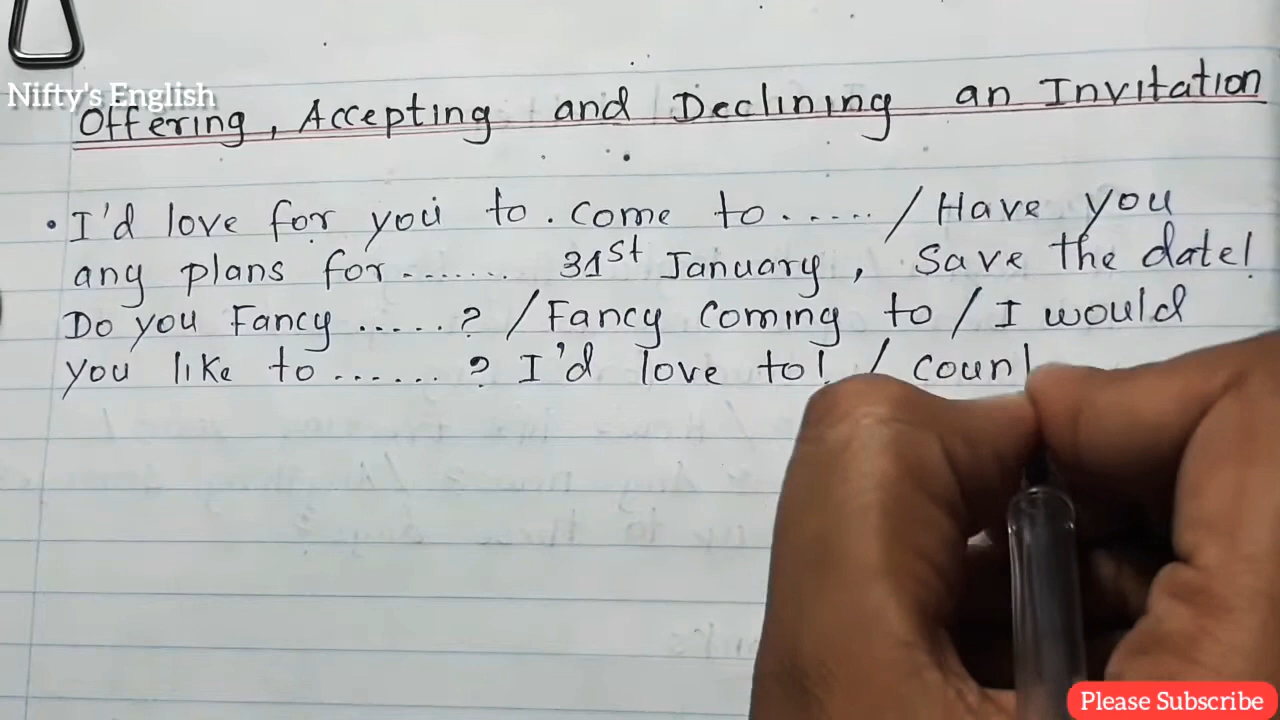 Nifty's English
Offering, Accepting and Declining an Invitation
• I'd love for you to. come to...... / Have you
any plans for....... 31st January, Save the date!
Do you Fancy .....? / Fancy coming to / I would
you like to ......? I'd love to! /
Please Subscribe